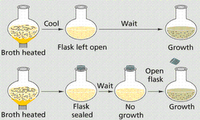 Cool
Wait
Broth heated
Flask left open
Growth
Open
flask
Wait
Broth heated
Flask
sealed
No
growth
Growth